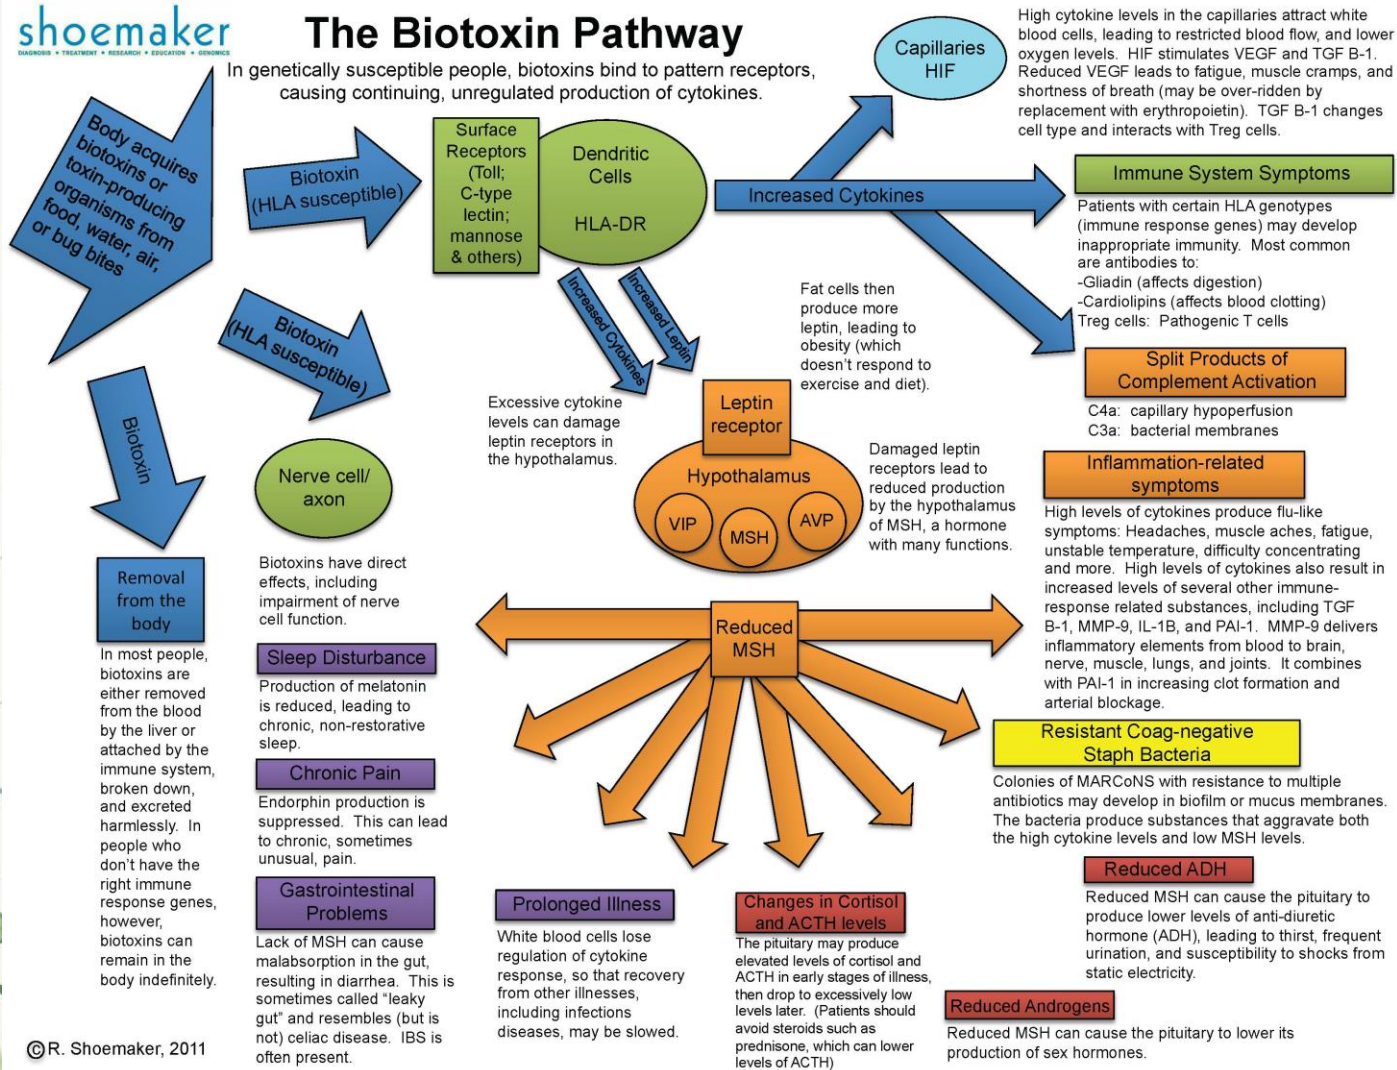 shoemaker
DIAGNOSIS • TREATMENT • RESEARCH • EDUCATION • GENOMICS
The Biotoxin Pathway
In genetically susceptible people, biotoxins bind to pattern receptors,
causing continuing, unregulated production of cytokines.
Body acquires
biotoxins or
toxin-producing
organisms from
food, water, air,
or bug bites
Biotoxin
(HLA susceptible)
Surface
Receptors
(Toll;
C-type
lectin;
mannose
& others)
Dendritic
Cells
HLA-DR
Increased Cytokines
Capillaries
HIF
High cytokine levels in the capillaries attract white
blood cells, leading to restricted blood flow, and lower
oxygen levels. HIF stimulates VEGF and TGF B-1.
Reduced VEGF leads to fatigue, muscle cramps, and
shortness of breath (may be over-ridden by
replacement with erythropoietin). TGF B-1 changes
cell type and interacts with Treg cells.
Immune System Symptoms
Patients with certain HLA genotypes
(immune response genes) may develop
inappropriate immunity. Most common
are antibodies to:
-Gliadin (affects digestion)
-Cardiolipins (affects blood clotting)
Treg cells: Pathogenic T cells
Split Products of
Complement Activation
C4a: capillary hypoperfusion
C3a: bacterial membranes
Biotoxin
(HLA susceptible)
Biotoxin
Increased Cytokines
Increased Leptin
Fat cells then
produce more
leptin, leading to
obesity (which
doesn't respond to
exercise and diet).
Excessive cytokine
levels can damage
leptin receptors in
the hypothalamus.
Leptin
receptor
Hypothalamus
VIP
MSH
AVP
Damaged leptin
receptors lead to
reduced production
by the hypothalamus
of MSH, a hormone
with many functions.
Inflammation-related
symptoms
High levels of cytokines produce flu-like
symptoms: Headaches, muscle aches, fatigue,
unstable temperature, difficulty concentrating
and more. High levels of cytokines also result in
increased levels of several other immune-
response related substances, including TGF
B-1, MMP-9, IL-1B, and PAI-1. MMP-9 delivers
inflammatory elements from blood to brain,
nerve, muscle, lungs, and joints. It combines
with PAI-1 in increasing clot formation and
arterial blockage.
Nerve cell/
axon
Biotoxins have direct
effects, including
impairment of nerve
cell function.
Removal
from the
body
In most people,
biotoxins are
either removed
from the blood
by the liver or
attached by the
immune system,
broken down,
and excreted
harmlessly. In
people who
don't have the
right immune
response genes,
however,
biotoxins can
remain in the
body indefinitely.
Sleep Disturbance
Production of melatonin
is reduced, leading to
chronic, non-restorative
sleep.
Chronic Pain
Endorphin production is
suppressed. This can lead
to chronic, sometimes
unusual, pain.
Gastrointestinal
Problems
Lack of MSH can cause
malabsorption in the gut,
resulting in diarrhea. This is
sometimes called "leaky
gut" and resembles (but is
not) celiac disease. IBS is
often present.
Reduced
MSH
Prolonged Illness
White blood cells lose
regulation of cytokine
response, so that recovery
from other illnesses,
including infections
diseases, may be slowed.
Changes in Cortisol
and ACTH levels
The pituitary may produce
elevated levels of cortisol and
ACTH in early stages of illness,
then drop to excessively low
levels later. (Patients should
avoid steroids such as
prednisone, which can lower
levels of ACTH)
Resistant Coag-negative
Staph Bacteria
Colonies of MARCoNS with resistance to multiple
antibiotics may develop in biofilm or mucus membranes.
The bacteria produce substances that aggravate both
the high cytokine levels and low MSH levels.
Reduced ADH
Reduced MSH can cause the pituitary to
produce lower levels of anti-diuretic
hormone (ADH), leading to thirst, frequent
urination, and susceptibility to shocks from
static electricity.
Reduced Androgens
Reduced MSH can cause the pituitary to lower its
production of sex hormones.
© R. Shoemaker, 2011